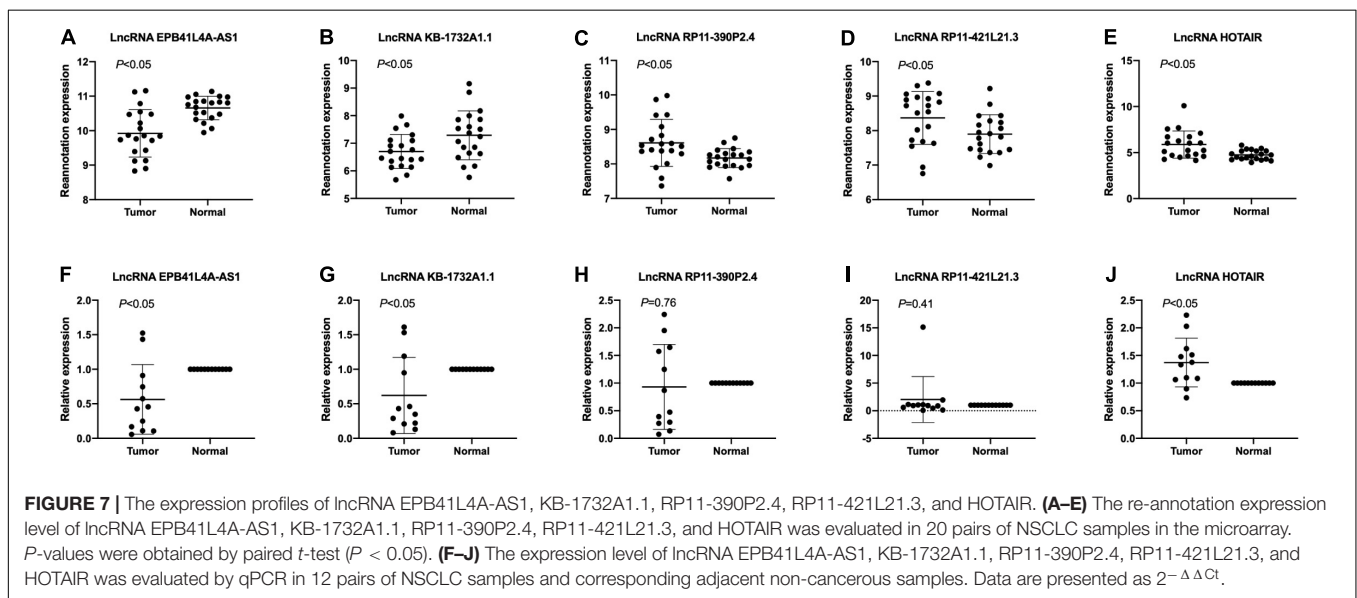 A
LncRNA EPB41L4A-AS1
P<0.05
Reannotation expression
11
10
9
8
Tumor
Normal
B
LncRNA KB-1732A1.1
P<0.05
Reannotation expression
10
9
8
7
6
5
Tumor
Normal
C
LncRNA RP11-390P2.4
P<0.05
Reannotation expression
11
10
9
8
7
Tumor
Normal
D
LncRNA RP11-421L21.3
P<0.05
Reannotation expression
10
9
8
7
6
Tumor
Normal
E
LncRNA HOTAIR
P<0.05
Reannotation expression
15
10
5
0
Tumor
Normal
F
LncRNA EPB41L4A-AS1
P<0.05
Relative expression
2.0
1.5
1.0
0.5
0.0
Tumor
Normal
G
LncRNA KB-1732A1.1
P<0.05
Relative expression
2.0
1.5
1.0
0.5
0.0
Tumor
Normal
H
LncRNA RP11-390P2.4
P=0.76
Relative expression
2.5
2.0
1.5
1.0
0.5
0.0
Tumor
Normal
I
LncRNA RP11-421L21.3
P=0.41
Relative expression
20
15
10
5
0
-5
Tumor
Normal
J
LncRNA HOTAIR
P<0.05
Relative expression
2.5
2.0
1.5
1.0
0.5
0.0
Tumor
Normal
FIGURE 7 | The expression profiles of lncRNA EPB41L4A-AS1, KB-1732A1.1, RP11-390P2.4, RP11-421L21.3, and HOTAIR. (A–E) The re-annotation expression
level of lncRNA EPB41L4A-AS1, KB-1732A1.1, RP11-390P2.4, RP11-421L21.3, and HOTAIR was evaluated in 20 pairs of NSCLC samples in the microarray.
P-values were obtained by paired t-test (P < 0.05). (F–J) The expression level of lncRNA EPB41L4A-AS1, KB-1732A1.1, RP11-390P2.4, RP11-421L21.3, and
HOTAIR was evaluated by qPCR in 12 pairs of NSCLC samples and corresponding adjacent non-cancerous samples. Data are presented as 2−ΔΔCt.